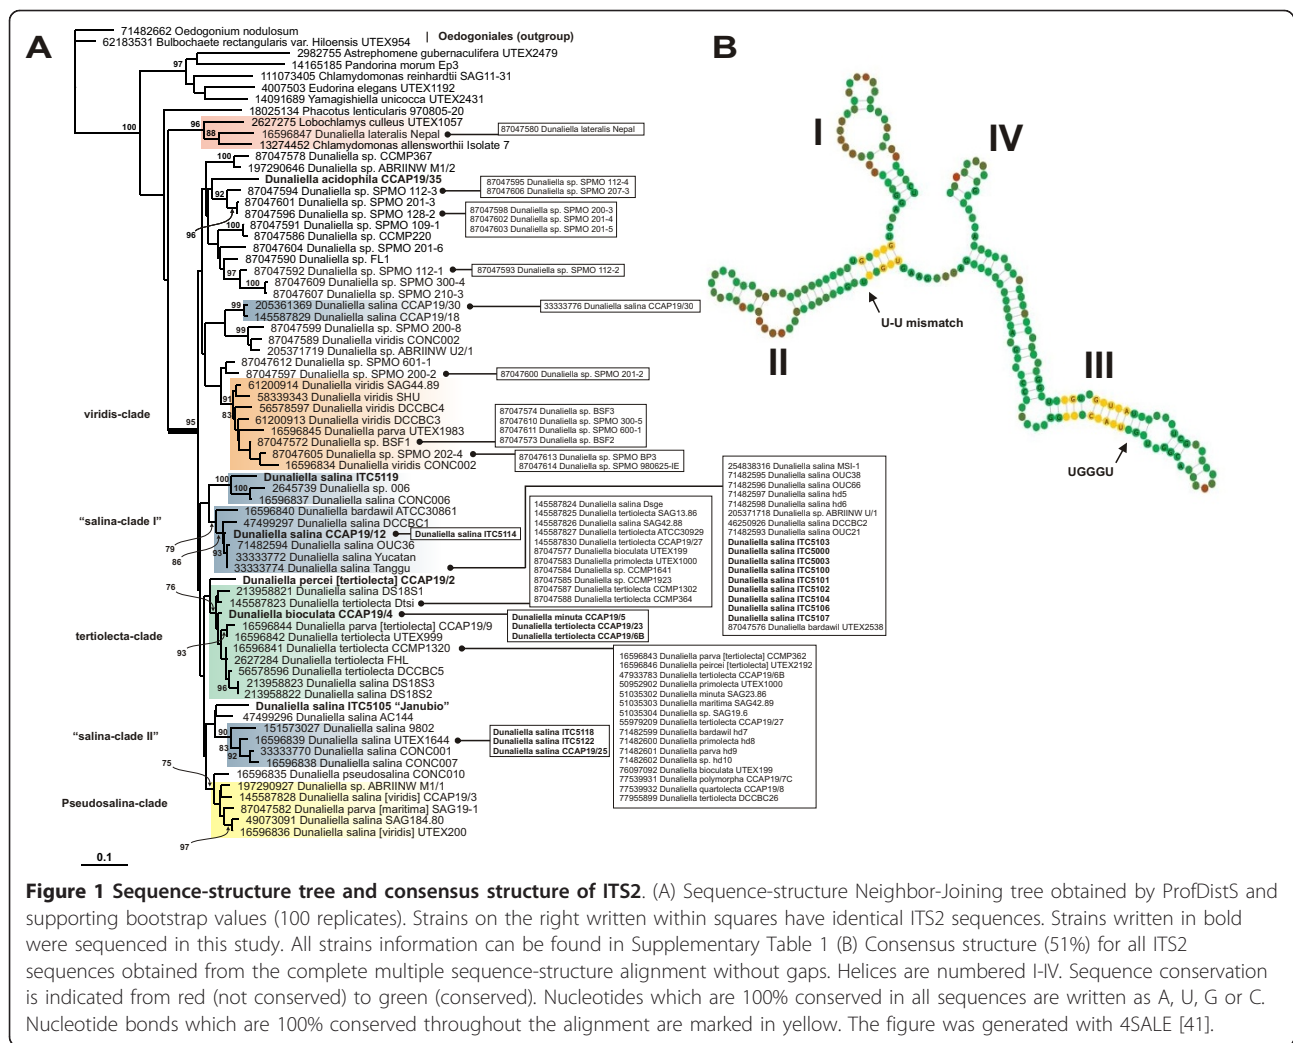 A
71482662 Oedogonium nodulosum
62183531 Bulbochaete rectangularis var. Hiloensis UTEX954
Oedogoniales (outgroup)
2982755 Astrephomene gubernaculifera UTEX2479
97
14165185 Pandorina morum Ep3
111073405 Chlamydomonas reinhardtii SAG11-31
4007503 Eudorina elegans UTEX1192
14091689 Yamagishiella unicocca UTEX2431
18025134 Phacotus lenticularis 970805-20
100
96
2627275 Lobochlamys culleus UTEX1057
88
16596847 Dunaliella lateralis Nepal
87047580 Dunaliella lateralis Nepal
13274452 Chlamydomonas allensworthii Isolate 7
100
87047578 Dunaliella sp. CCMP367
197290646 Dunaliella sp. ABRIINW M1/2
Dunaliella acidophila CCAP19/35
92
87047594 Dunaliella sp. SPMO 112-3
87047595 Dunaliella sp. SPMO 112-4
87047606 Dunaliella sp. SPMO 207-3
87047601 Dunaliella sp. SPMO 201-3
87047596 Dunaliella sp. SPMO 128-2
87047598 Dunaliella sp. SPMO 200-3
87047602 Dunaliella sp. SPMO 201-4
87047603 Dunaliella sp. SPMO 201-5
96
100
87047591 Dunaliella sp. SPMO 109-1
87047586 Dunaliella sp. CCMP220
87047604 Dunaliella sp. SPMO 201-6
87047590 Dunaliella sp. FL1
97
87047592 Dunaliella sp. SPMO 112-1
87047593 Dunaliella sp. SPMO 112-2
100
87047609 Dunaliella sp. SPMO 300-4
87047607 Dunaliella sp. SPMO 210-3
99
205361369 Dunaliella salina CCAP19/30
33333776 Dunaliella salina CCAP19/30
145587829 Dunaliella salina CCAP19/18
99
87047599 Dunaliella sp. SPMO 200-8
87047589 Dunaliella viridis CONC002
205371719 Dunaliella sp. ABRIINW U2/1
87047612 Dunaliella sp. SPMO 601-1
87047597 Dunaliella sp. SPMO 200-2
87047600 Dunaliella sp. SPMO 201-2
61200914 Dunaliella viridis SAG44.89
91
58339343 Dunaliella viridis SHU
83
56578597 Dunaliella viridis DCCBC4
viridis-clade
95
61200913 Dunaliella viridis DCCBC3
16596845 Dunaliella parva UTEX1983
87047572 Dunaliella sp. BSF1
87047574 Dunaliella sp. BSF3
87047610 Dunaliella sp. SPMO 300-5
87047611 Dunaliella sp. SPMO 600-1
87047573 Dunaliella sp. BSF2
87047605 Dunaliella sp. SPMO 202-4
87047613 Dunaliella sp. SPMO BP3
87047614 Dunaliella sp. SPMO 980625-IE
16596834 Dunaliella viridis CONC002
100
Dunaliella salina ITC5119
100
2645739 Dunaliella sp. 006
16596837 Dunaliella salina CONC006
"salina-clade I"
16596840 Dunaliella bardawil ATCC30861
47499297 Dunaliella salina DCCBC1
Dunaliella salina CCAP19/12
Dunaliella salina ITC5114
79
86
93
71482594 Dunaliella salina OUC36
33333772 Dunaliella salina Yucatan
33333774 Dunaliella salina Tanggu
254838316 Dunaliella salina MSI-1
71482595 Dunaliella salina OUC38
71482596 Dunaliella salina OUC66
71482597 Dunaliella salina hd5
71482598 Dunaliella salina hd6
205371718 Dunaliella sp. ABRIINW U/1
46250926 Dunaliella salina DCCBC2
71482593 Dunaliella salina OUC21
Dunaliella salina ITC5103
Dunaliella salina ITC5000
Dunaliella salina ITC5003
Dunaliella salina ITC5100
Dunaliella salina ITC5101
Dunaliella salina ITC5102
Dunaliella salina ITC5104
Dunaliella salina ITC5106
Dunaliella salina ITC5107
87047576 Dunaliella bardawil UTEX2538
76
Dunaliella percei [tertiolecta] CCAP19/2
213958821 Dunaliella salina DS18S1
145587823 Dunaliella tertiolecta Dtsi
145587824 Dunaliella salina Dsge
145587825 Dunaliella tertiolecta SAG13.86
145587826 Dunaliella salina SAG42.88
145587827 Dunaliella tertiolecta ATCC30929
145587830 Dunaliella tertiolecta CCAP19/27
87047577 Dunaliella bioculata UTEX199
87047583 Dunaliella primolecta UTEX1000
87047584 Dunaliella sp. CCMP1641
87047585 Dunaliella sp. CCMP1923
87047587 Dunaliella tertiolecta CCMP1302
87047588 Dunaliella tertiolecta CCMP364
Dunaliella bioculata CCAP19/4
Dunaliella minuta CCAP19/5
Dunaliella tertiolecta CCAP19/23
Dunaliella tertiolecta CCAP19/6B
tertiolecta-clade
93
16596844 Dunaliella parva [tertiolecta] CCAP19/9
16596842 Dunaliella tertiolecta UTEX999
16596841 Dunaliella tertiolecta CCMP1320
2627284 Dunaliella tertiolecta FHL
56578596 Dunaliella tertiolecta DCCBC5
96
213958823 Dunaliella salina DS18S3
213958822 Dunaliella salina DS18S2
16596843 Dunaliella parva [tertiolecta] CCMP362
16596846 Dunaliella peircei [tertiolecta] UTEX2192
47933783 Dunaliella tertiolecta CCAP19/6B
50952902 Dunaliella primolecta UTEX1000
51035302 Dunaliella minuta SAG23.86
51035303 Dunaliella maritima SAG42.89
51035304 Dunaliella sp. SAG19.6
55979209 Dunaliella tertiolecta CCAP19/27
71482599 Dunaliella bardawil hd7
71482600 Dunaliella primolecta hd8
71482601 Dunaliella parva hd9
71482602 Dunaliella sp. hd10
76097092 Dunaliella bioculata UTEX199
77539931 Dunaliella polymorpha CCAP19/7C
77539932 Dunaliella quartolecta CCAP19/8
77955899 Dunaliella tertiolecta DCCBC26
Dunaliella salina ITC5105 "Janubio"
47499296 Dunaliella salina AC144
"salina-clade II"
90
151573027 Dunaliella salina 9802
83
16596839 Dunaliella salina UTEX1644
Dunaliella salina ITC5118
Dunaliella salina ITC5122
Dunaliella salina CCAP19/25
92
33333770 Dunaliella salina CONC001
16596838 Dunaliella salina CONC007
75
16596835 Dunaliella pseudosalina CONC010
197290927 Dunaliella sp. ABRIINW M1/1
Pseudosalina-clade
145587828 Dunaliella salina [viridis] CCAP19/3
87047582 Dunaliella parva [maritima] SAG19-1
49073091 Dunaliella salina SAG184.80
16596836 Dunaliella salina [viridis] UTEX200
97
0.1
B
I
IV
II
U-U mismatch
III
UGGGU
Figure 1 Sequence-structure tree and consensus structure of ITS2. (A) Sequence-structure Neighbor-Joining tree obtained by ProfDistS and
supporting bootstrap values (100 replicates). Strains on the right written within squares have identical ITS2 sequences. Strains written in bold
were sequenced in this study. All strains information can be found in Supplementary Table 1 (B) Consensus structure (51%) for all ITS2
sequences obtained from the complete multiple sequence-structure alignment without gaps. Helices are numbered I-IV. Sequence conservation
is indicated from red (not conserved) to green (conserved). Nucleotides which are 100% conserved in all sequences are written as A, U, G or C.
Nucleotide bonds which are 100% conserved throughout the alignment are marked in yellow. The figure was generated with 4SALE [41].